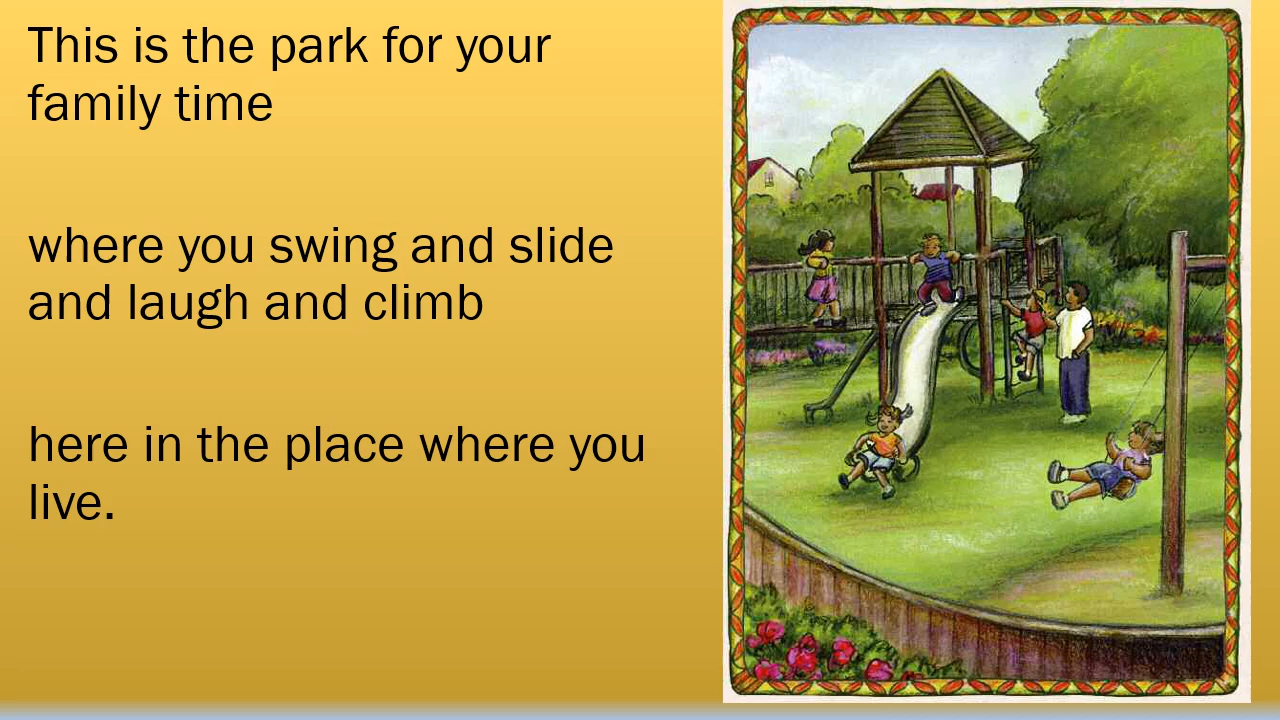 This is the park for your
family time
where you swing and slide
and laugh and climb
here in the place where you
live.